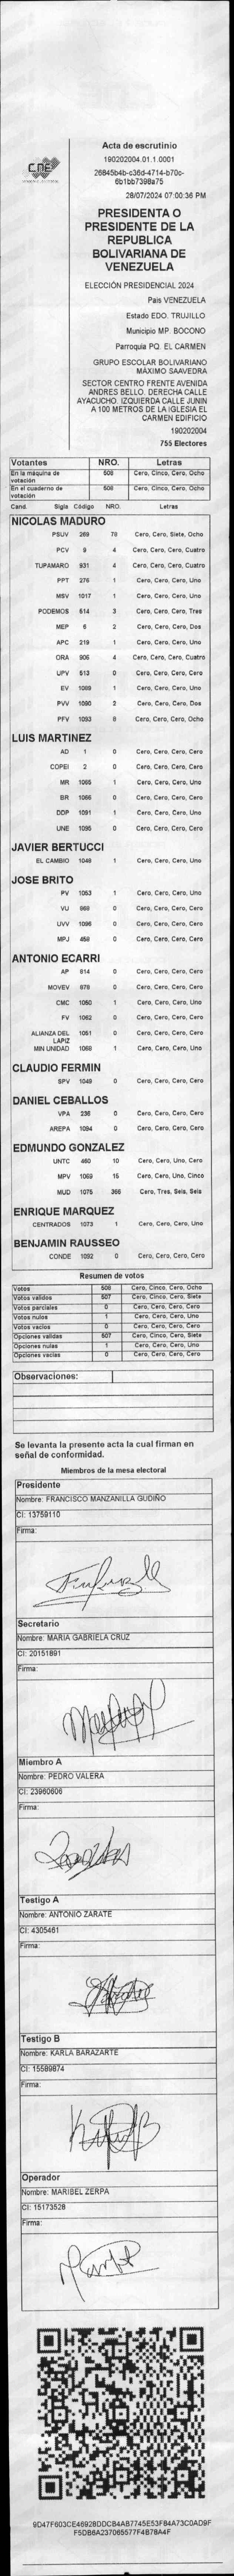 CNE
Acta de escrutinio
190202004.01.1.0001
26845b4b-c36d-4714-b70c-
6b1bb7398a75
28/07/2024 07:00:36 PM
PRESIDENTA O
PRESIDENTE DE LA
REPUBLICA
BOLIVARIANA DE
VENEZUELA
ELECCIÓN PRESIDENCIAL 2024
País VENEZUELA
Estado EDO. TRUJILLO
Municipio MP. BOCONO
Parroquia PQ. EL CARMEN
GRUPO ESCOLAR BOLIVARIANO
MÁXIMO SAAVEDRA
SECTOR CENTRO FRENTE AVENIDA
ANDRES BELLO. DERECHA CALLE
AYACUCHO. IZQUIERDA CALLE JUNIN
A 100 METROS DE LA IGLESIA EL
CARMEN EDIFICIO
190202004
755 Electores
Votantes NRO. Letras
En la máquina de votación 508 Cero, Cinco, Cero, Ocho
En el cuaderno de votación 508 Cero, Cinco, Cero, Ocho
Cand. Sigla Código NRO. Letras
NICOLAS MADURO
PSUV 269 78 Cero, Cero, Siete, Ocho
PCV 9 4 Cero, Cero, Cero, Cuatro
TUPAMARO 931 4 Cero, Cero, Cero, Cuatro
PPT 276 1 Cero, Cero, Cero, Uno
MSV 1017 1 Cero, Cero, Cero, Uno
PODEMOS 514 3 Cero, Cero, Cero, Tres
MEP 6 2 Cero, Cero, Cero, Dos
APC 219 1 Cero, Cero, Cero, Uno
ORA 906 4 Cero, Cero, Cero, Cuatro
UPV 513 0 Cero, Cero, Cero, Cero
EV 1089 1 Cero, Cero, Cero, Uno
PVV 1090 2 Cero, Cero, Cero, Dos
PFV 1093 8 Cero, Cero, Cero, Ocho
LUIS MARTINEZ
AD 1 0 Cero, Cero, Cero, Cero
COPEI 2 0 Cero, Cero, Cero, Cero
MR 1065 1 Cero, Cero, Cero, Uno
BR 1066 0 Cero, Cero, Cero, Cero
DDP 1091 1 Cero, Cero, Cero, Uno
UNE 1095 0 Cero, Cero, Cero, Cero
JAVIER BERTUCCI
EL CAMBIO 1048 1 Cero, Cero, Cero, Uno
JOSE BRITO
PV 1053 1 Cero, Cero, Cero, Uno
VU 868 0 Cero, Cero, Cero, Cero
UVV 1096 0 Cero, Cero, Cero, Cero
MPJ 458 0 Cero, Cero, Cero, Cero
ANTONIO ECARRI
AP 814 0 Cero, Cero, Cero, Cero
MOVEV 878 0 Cero, Cero, Cero, Cero
CMC 1050 1 Cero, Cero, Cero, Uno
FV 1062 0 Cero, Cero, Cero, Cero
ALIANZA DEL LAPIZ 1051 0 Cero, Cero, Cero, Cero
MIN UNIDAD 1068 1 Cero, Cero, Cero, Uno
CLAUDIO FERMIN
SPV 1049 0 Cero, Cero, Cero, Cero
DANIEL CEBALLOS
VPA 236 0 Cero, Cero, Cero, Cero
AREPA 1094 0 Cero, Cero, Cero, Cero
EDMUNDO GONZALEZ
UNTC 460 10 Cero, Cero, Uno, Cero
MPV 1069 15 Cero, Cero, Uno, Cinco
MUD 1075 366 Cero, Tres, Seis, Seis
ENRIQUE MARQUEZ
CENTRADOS 1073 1 Cero, Cero, Cero, Uno
BENJAMIN RAUSSEO
CONDE 1092 0 Cero, Cero, Cero, Cero
Resumen de votos
Votos 508 Cero, Cinco, Cero, Ocho
Votos validos 507 Cero, Cinco, Cero, Siete
Votos parciales 0 Cero, Cero, Cero, Cero
Votos nulos 1 Cero, Cero, Cero, Uno
Votos vacios 0 Cero, Cero, Cero, Cero
Opciones validas 507 Cero, Cinco, Cero, Siete
Opciones nulas 1 Cero, Cero, Cero, Uno
Opciones vacias 0 Cero, Cero, Cero, Cero
Observaciones:
Se levanta la presente acta la cual firman en
señal de conformidad.
Miembros de la mesa electoral
Presidente
Nombre: FRANCISCO MANZANILLA GUDIÑO
CI: 13759110
Firma:
Secretario
Nombre: MARIA GABRIELA CRUZ
CI: 20151891
Firma:
Miembro A
Nombre: PEDRO VALERA
CI: 23960606
Firma:
Testigo A
Nombre: ANTONIO ZARATE
CI: 4305461
Firma:
Testigo B
Nombre: KARLA BARAZARTE
CI: 15589874
Firma:
Operador
Nombre: MARIBEL ZERPA
CI: 15173528
Firma:
9D47F603CE46928DDCB4AB7745E53F84A73C0AD9F
F5DB6A237065577F4B78A4F